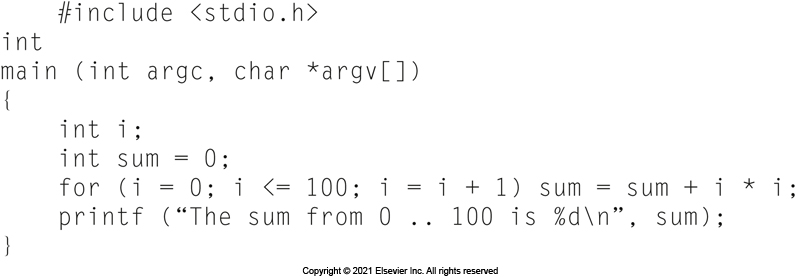 #include <stdio.h>
int
main (int argc, char *argv[])
{
int i;
int sum = 0;
for (i = 0; i <= 100; i = i + 1) sum = sum + i * i;
printf (“The sum from 0 .. 100 is %d\n”, sum);
}
Copyright © 2021 Elsevier Inc. All rights reserved